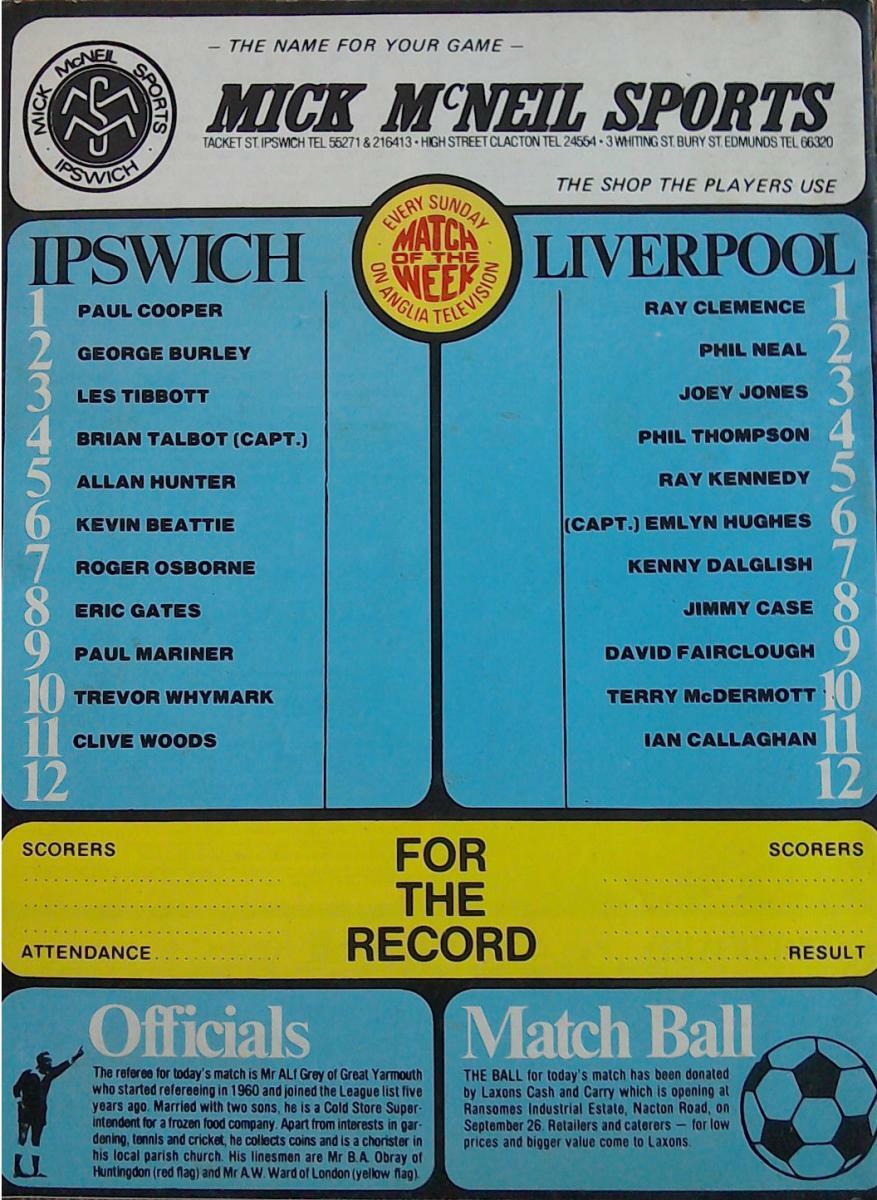 – THE NAME FOR YOUR GAME –
MICK McNEIL SPORTS
MICK McNEIL SPORTS
· IPSWICH ·
TACKET ST. IPSWICH TEL 55271 & 216413 • HIGH STREET CLACTON TEL 24554 • 3 WHITING ST. BURY ST. EDMUNDS TEL 66320
THE SHOP THE PLAYERS USE
EVERY SUNDAY
MATCH
OF THE
WEEK
ON ANGLIA TELEVISION
IPSWICH
1 PAUL COOPER
2 GEORGE BURLEY
3 LES TIBBOTT
4 BRIAN TALBOT (CAPT.)
5 ALLAN HUNTER
6 KEVIN BEATTIE
7 ROGER OSBORNE
8 ERIC GATES
9 PAUL MARINER
10 TREVOR WHYMARK
11 CLIVE WOODS
12
LIVERPOOL
RAY CLEMENCE 1
PHIL NEAL 2
JOEY JONES 3
PHIL THOMPSON 4
RAY KENNEDY 5
(CAPT.) EMLYN HUGHES 6
KENNY DALGLISH 7
JIMMY CASE 8
DAVID FAIRCLOUGH 9
TERRY McDERMOTT 10
IAN CALLAGHAN 11
12
SCORERS
ATTENDANCE
FOR
THE
RECORD
SCORERS
RESULT
Officials
The referee for today's match is Mr ALf Grey of Great Yarmouth
who started refereeing in 1960 and joined the League list five
years ago. Married with two sons, he is a Cold Store Super-
intendent for a frozen food company. Apart from interests in gar-
dening, tennis and cricket, he collects coins and is a chorister in
his local parish church. His linesmen are Mr B.A. Obray of
Huntingdon (red flag) and Mr A.W. Ward of London (yellow flag).
Match Ball
THE BALL for today's match has been donated
by Laxons Cash and Carry which is opening at
Ransomes Industrial Estate, Nacton Road, on
September 26. Retailers and caterers — for low
prices and bigger value come to Laxons.